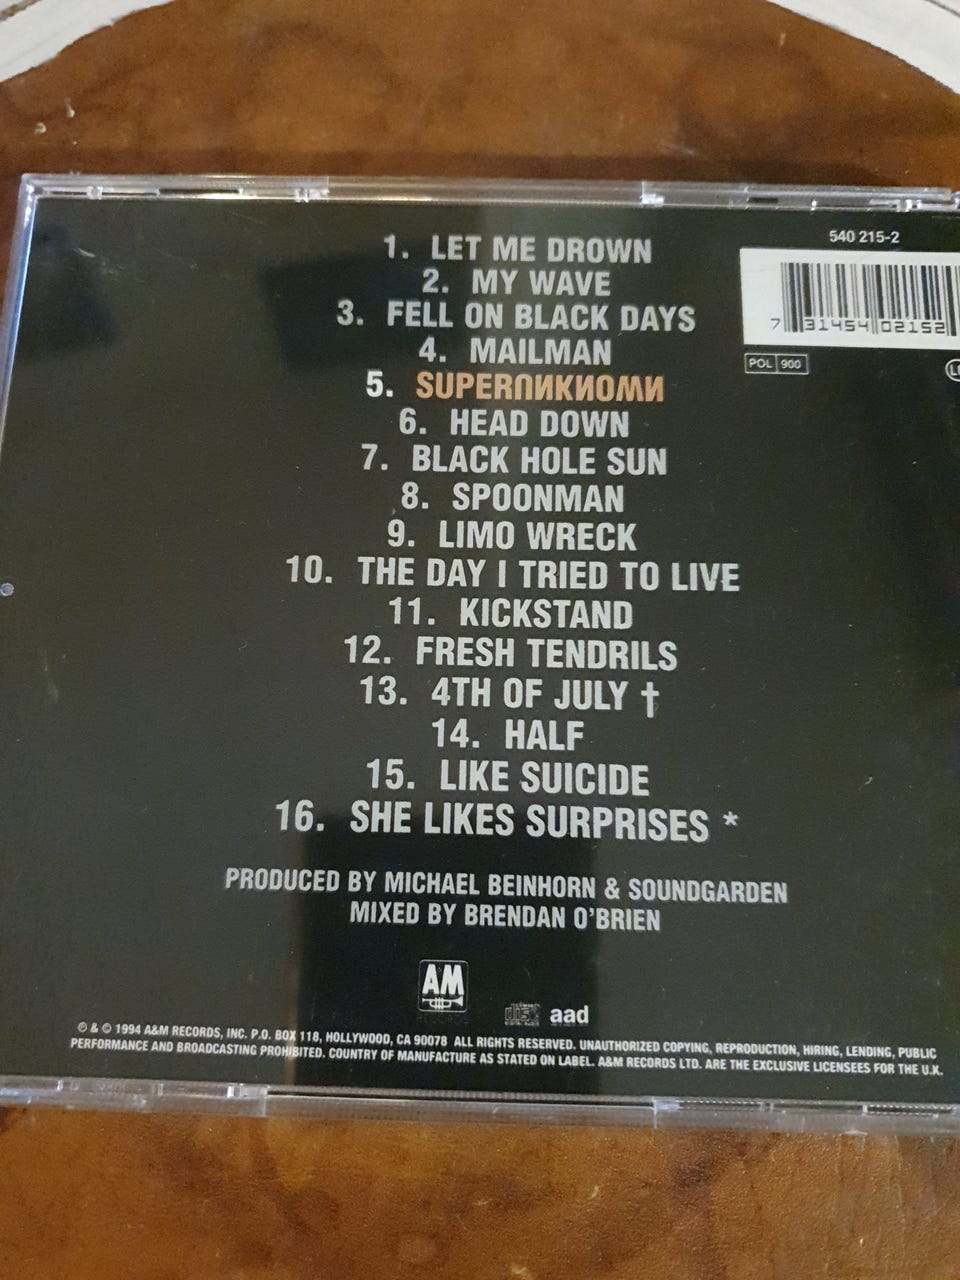 540 215-2
1. LET ME DROWN
2. MY WAVE
3. FELL ON BLACK DAYS
4. MAILMAN
5. SUPERUNKNOWN
6. HEAD DOWN
7. BLACK HOLE SUN
8. SPOONMAN
9. LIMO WRECK
10. THE DAY I TRIED TO LIVE
11. KICKSTAND
12. FRESH TENDRILS
13. 4TH OF JULY †
14. HALF
15. LIKE SUICIDE
16. SHE LIKES SURPRISES *
7 31454 02152
POL 900
PRODUCED BY MICHAEL BEINHORN & SOUNDGARDEN
MIXED BY BRENDAN O'BRIEN
AM
disc aad
℗ & © 1994 A&M RECORDS, INC. P.O. BOX 118, HOLLYWOOD, CA 90078 ALL RIGHTS RESERVED. UNAUTHORIZED COPYING, REPRODUCTION, HIRING, LENDING, PUBLIC
PERFORMANCE AND BROADCASTING PROHIBITED. COUNTRY OF MANUFACTURE AS STATED ON LABEL. A&M RECORDS LTD. ARE THE EXCLUSIVE LICENSEES FOR THE U.K.